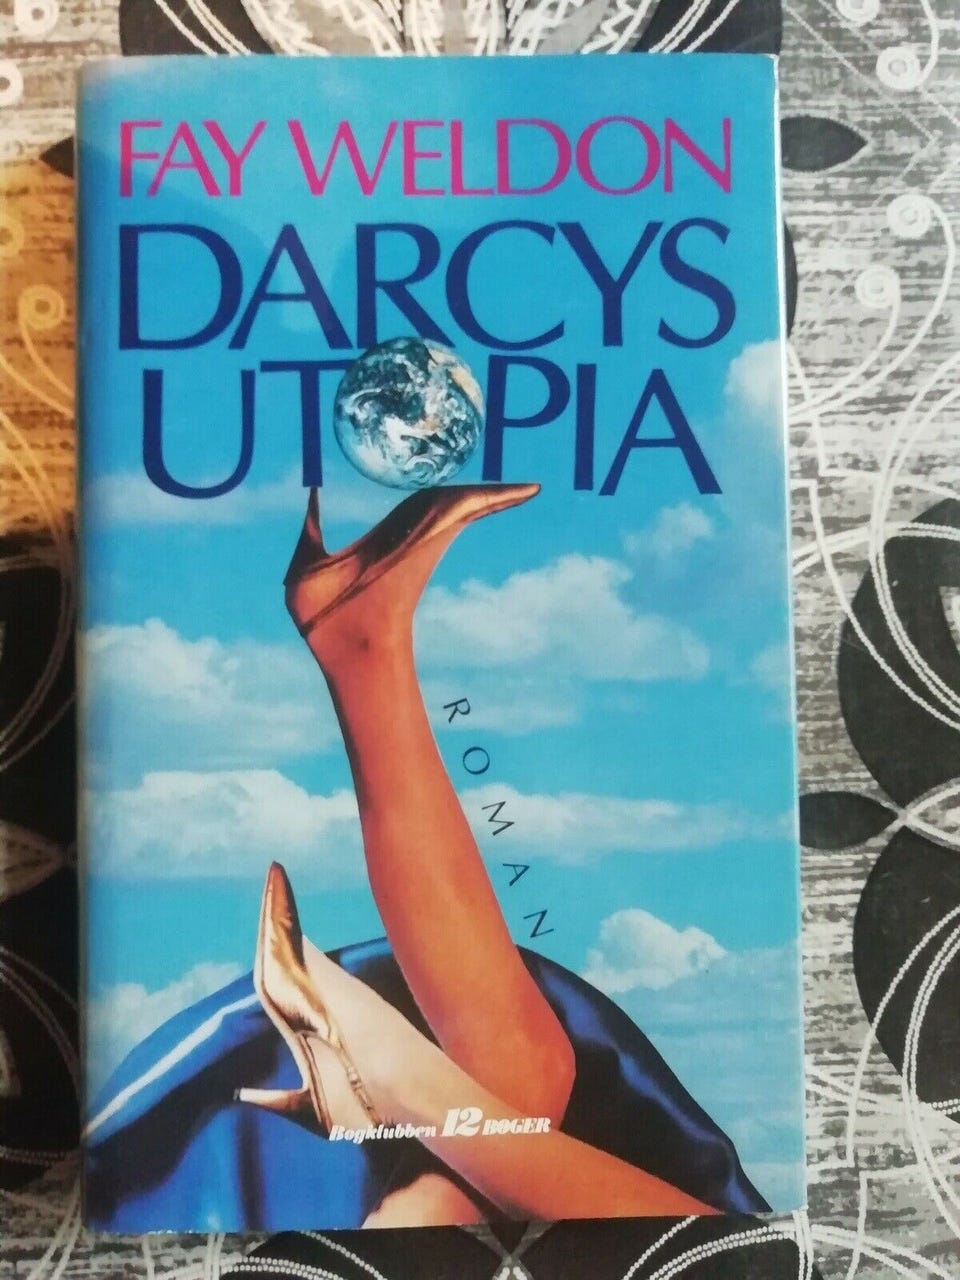 FAY WELDON
DARCYS
UTOPIA
ROMAN
Bogklubben 12 BØGER